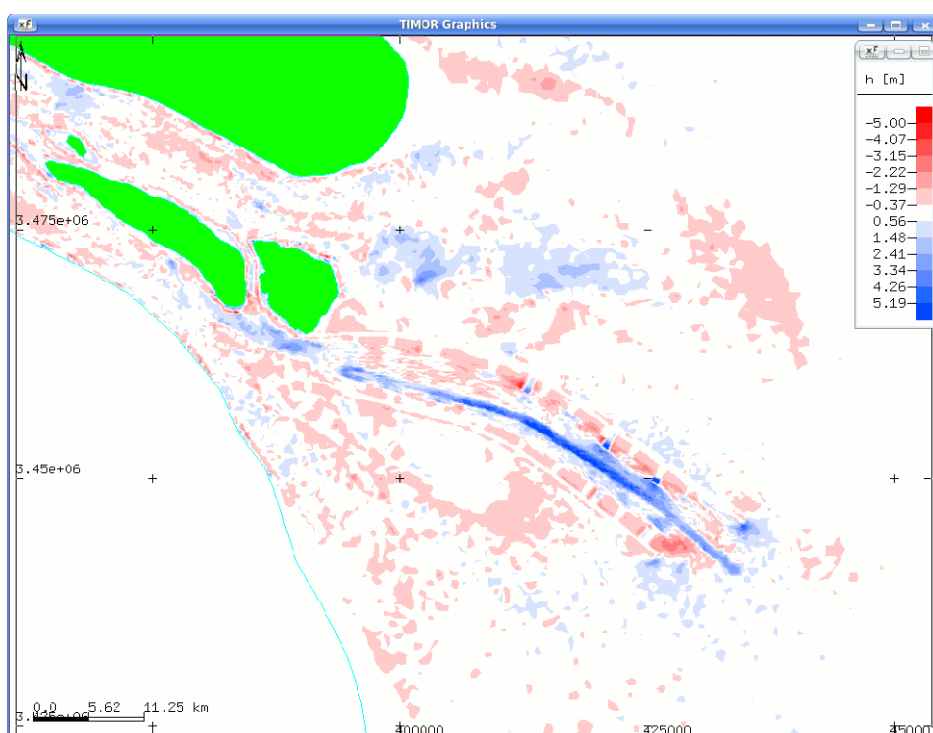 TIMOR Graphics
N
h [m]
-5.00
-4.07
-3.15
-2.22
-1.29
-0.37
0.56
1.48
2.41
3.34
4.26
5.19
3.475e+06
3.45e+06
0.0 5.62 11.25 km
400000 425000